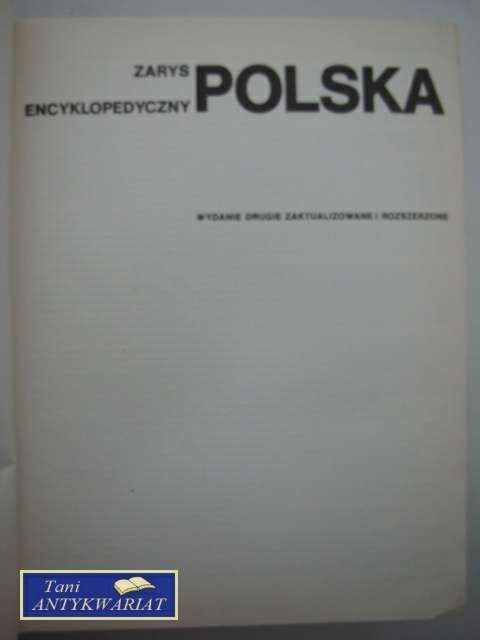 ZARYS
ENCYKLOPEDYCZNY
POLSKA
WYDANIE DRUGIE ZAKTUALIZOWANE I ROZSZERZONE
Tani
ANTYKWARIAT